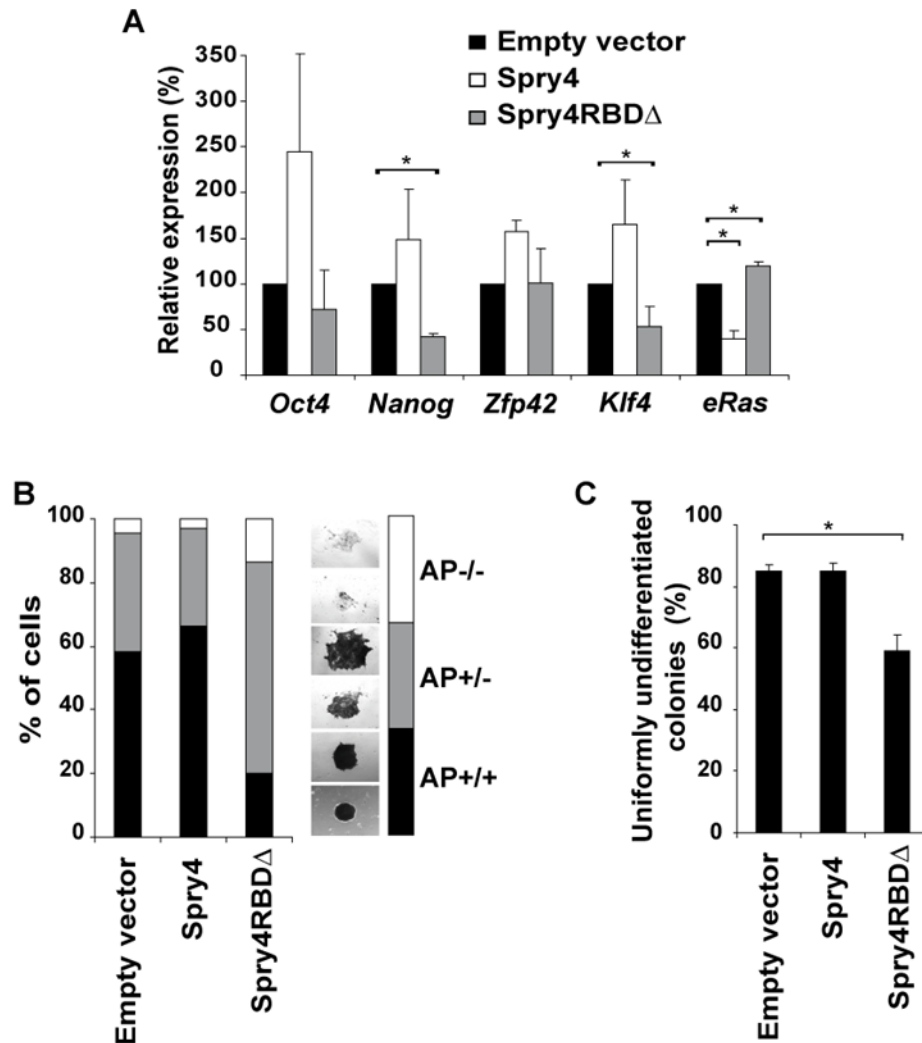 A
Empty vector
Spry4
Spry4RBDΔ
Relative expression (%)
350
300
250
200
150
100
50
0
*
*
*
*
Oct4 Nanog Zfp42 Klf4 eRas
B
% of cells
100
80
60
40
20
0
Empty vector
Spry4
Spry4RBDΔ
AP-/-
AP+/-
AP+/+
C
Uniformly undifferentiated
colonies (%)
100
80
60
40
20
0
*
Empty vector
Spry4
Spry4RBDΔ